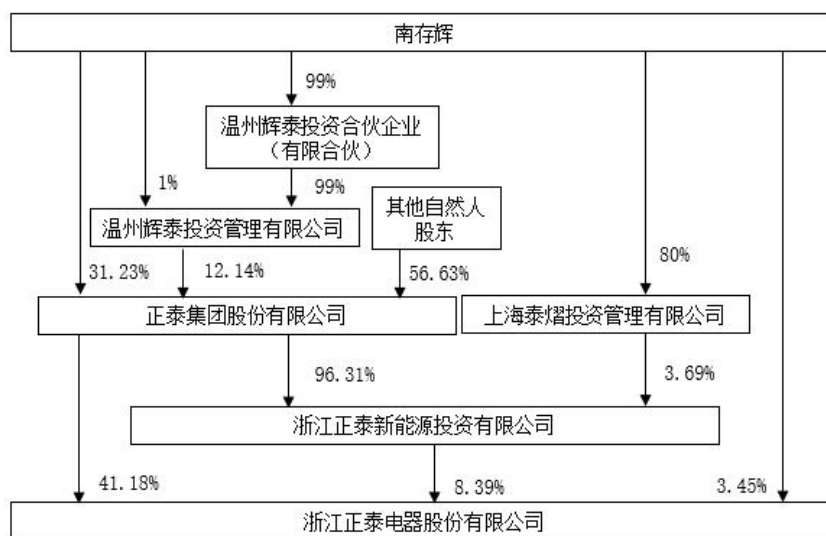 南存辉
99%
温州辉泰投资合伙企业
（有限合伙）
1%
99%
其他自然人
股东
温州辉泰投资管理有限公司
31.23%
12.14%
56.63%
80%
正泰集团股份有限公司
上海泰熠投资管理有限公司
96.31%
3.69%
浙江正泰新能源投资有限公司
41.18%
8.39%
3.45%
浙江正泰电器股份有限公司